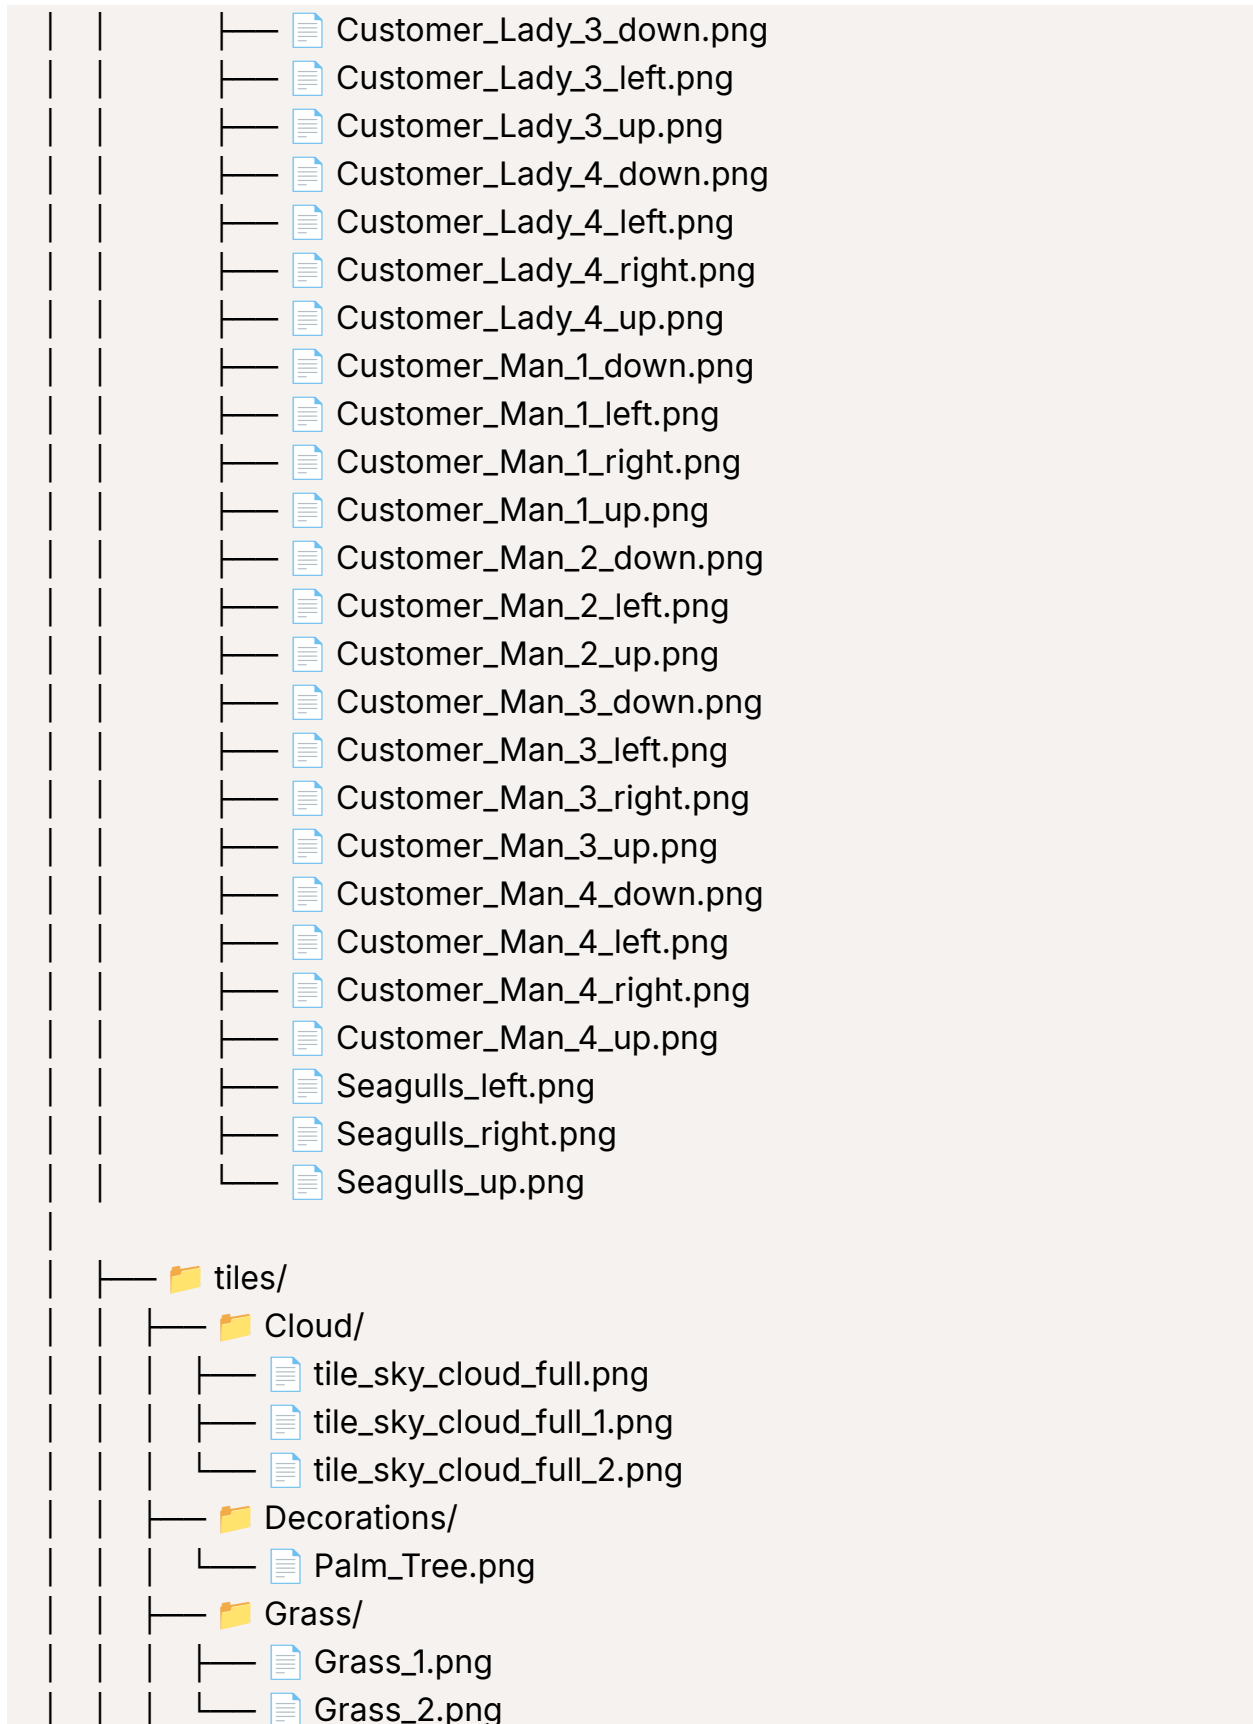 │ │ ├── 📄 Customer_Lady_3_down.png
│ │ ├── 📄 Customer_Lady_3_left.png
│ │ ├── 📄 Customer_Lady_3_up.png
│ │ ├── 📄 Customer_Lady_4_down.png
│ │ ├── 📄 Customer_Lady_4_left.png
│ │ ├── 📄 Customer_Lady_4_right.png
│ │ ├── 📄 Customer_Lady_4_up.png
│ │ ├── 📄 Customer_Man_1_down.png
│ │ ├── 📄 Customer_Man_1_left.png
│ │ ├── 📄 Customer_Man_1_right.png
│ │ ├── 📄 Customer_Man_1_up.png
│ │ ├── 📄 Customer_Man_2_down.png
│ │ ├── 📄 Customer_Man_2_left.png
│ │ ├── 📄 Customer_Man_2_up.png
│ │ ├── 📄 Customer_Man_3_down.png
│ │ ├── 📄 Customer_Man_3_left.png
│ │ ├── 📄 Customer_Man_3_right.png
│ │ ├── 📄 Customer_Man_3_up.png
│ │ ├── 📄 Customer_Man_4_down.png
│ │ ├── 📄 Customer_Man_4_left.png
│ │ ├── 📄 Customer_Man_4_right.png
│ │ ├── 📄 Customer_Man_4_up.png
│ │ ├── 📄 Seagulls_left.png
│ │ ├── 📄 Seagulls_right.png
│ │ └── 📄 Seagulls_up.png
│
│ ├── 📁 tiles/
│ │ ├── 📁 Cloud/
│ │ │ ├── 📄 tile_sky_cloud_full.png
│ │ │ ├── 📄 tile_sky_cloud_full_1.png
│ │ │ └── 📄 tile_sky_cloud_full_2.png
│ │ ├── 📁 Decorations/
│ │ │ └── 📄 Palm_Tree.png
│ │ ├── 📁 Grass/
│ │ │ ├── 📄 Grass_1.png
│ │ │ └── 📄 Grass_2.png